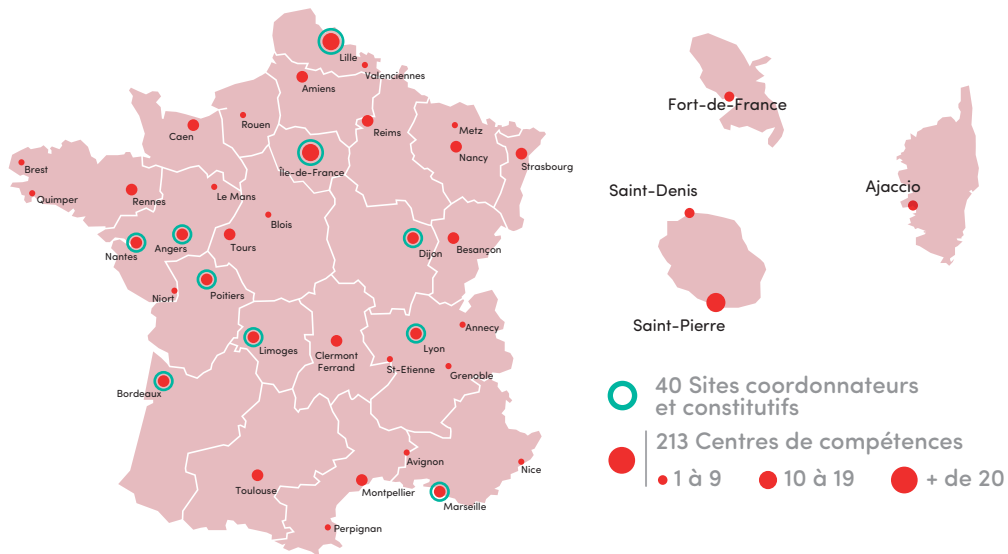 Lille
Valenciennes
Amiens
Rouen
Caen
Reims
Metz
Nancy
Strasbourg
Île-de-France
Brest
Quimper
Rennes
Le Mans
Blois
Nantes
Angers
Tours
Dijon
Besançon
Niort
Poitiers
Limoges
Clermont
Ferrand
Lyon
Annecy
St-Etienne
Grenoble
Bordeaux
Toulouse
Montpellier
Avignon
Nice
Marseille
Perpignan
Fort-de-France
Saint-Denis
Ajaccio
Saint-Pierre
40 Sites coordonnateurs
et constitutifs
213 Centres de compétences
1 à 9 10 à 19 + de 20